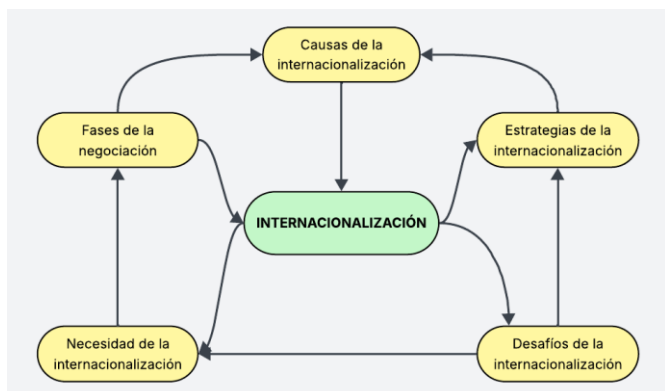 Causas de la
internacionalización
Fases de la
negociación
Estrategias de la
internacionalización
INTERNACIONALIZACIÓN
Necesidad de la
internacionalización
Desafíos de la
internacionalización